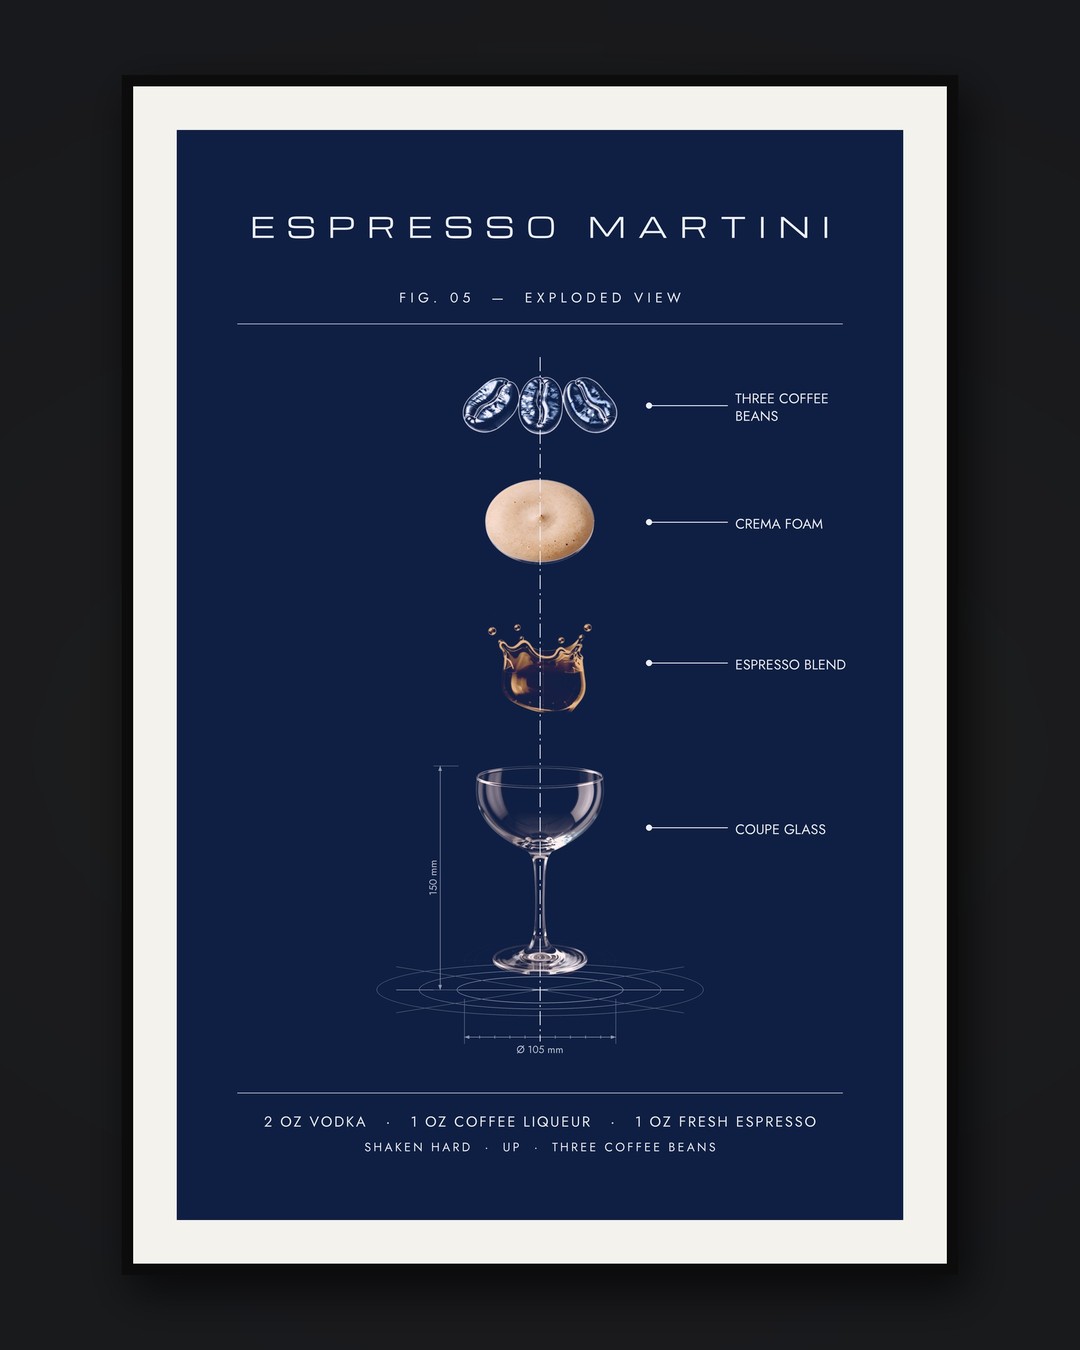 ESPRESSO MARTINI
FIG. 05 — EXPLODED VIEW
THREE COFFEE
BEANS
CREMA FOAM
ESPRESSO BLEND
COUPE GLASS
150 mm
Ø 105 mm
2 OZ VODKA · 1 OZ COFFEE LIQUEUR · 1 OZ FRESH ESPRESSO
SHAKEN HARD · UP · THREE COFFEE BEANS